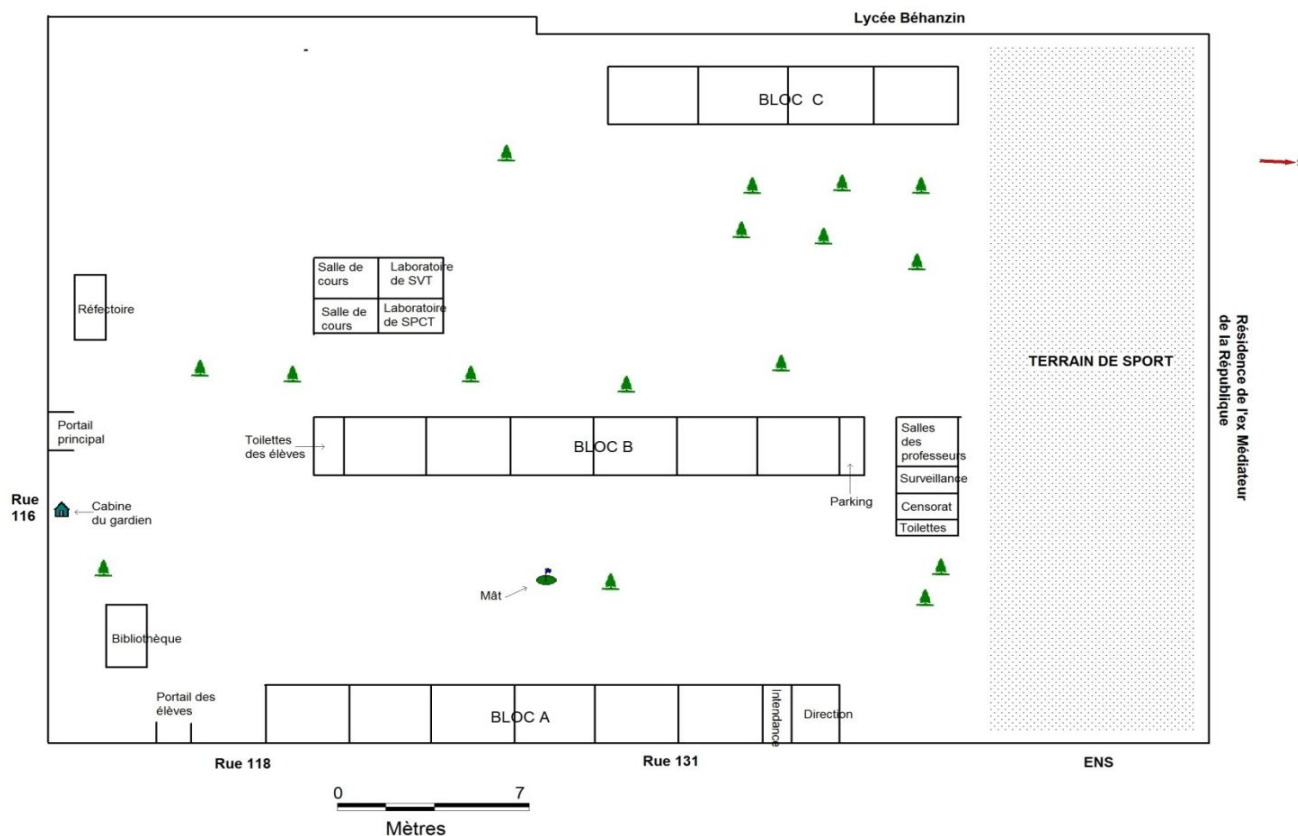 Lycée Béhanzin
BLOC C
Salle de
cours
Laboratoire
de SVT
Salle de
cours
Laboratoire
de SPCT
Réfectoire
Résidence de l'ex Médiateur
de la République
TERRAIN DE SPORT
Portail
principal
Toilettes
des élèves
BLOC B
Salles
des
professeurs
Surveillance
Censorat
Toilettes
Parking
Rue
116
Cabine
du gardien
Mât
Bibliothèque
Portail des
élèves
BLOC A
Intendance
Direction
Rue 118
Rue 131
ENS
0 7
Mètres